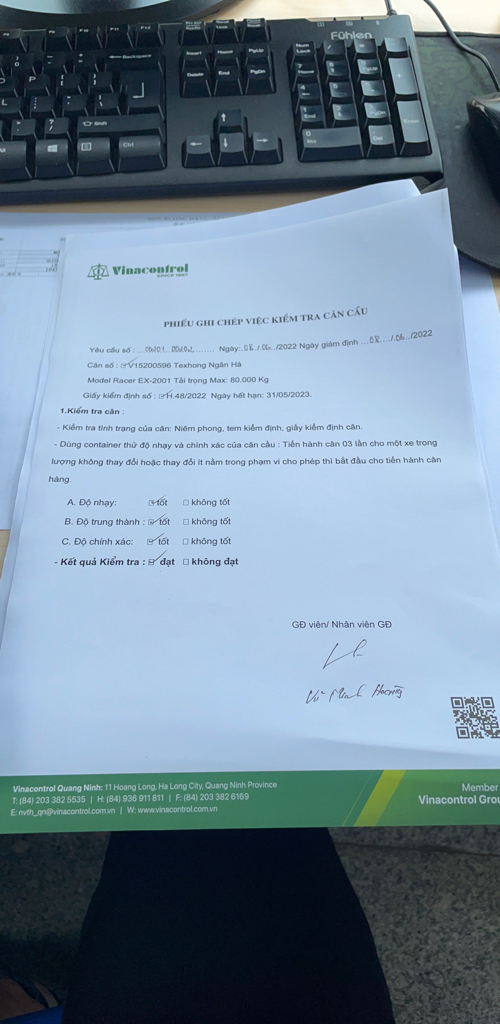 Fühlen
Vinacontrol
SINCE 1957
PHIẾU GHI CHÉP VIỆC KIỂM TRA CÂN CẨU
Yêu cầu số : Ngày: 08/06/2022 Ngày giám định 08/06/2022
Cân số : V15200596 Texhong Ngân Hà
Model Racer EX-2001 Tải trọng Max: 80.000 Kg
Giấy kiểm định số : H.48/2022 Ngày hết hạn: 31/05/2023.
1.Kiểm tra cân :
- Kiểm tra tình trạng của cân: Niêm phong, tem kiểm định, giấy kiểm định cân.
- Dùng container thử độ nhạy và chính xác của cân cẩu : Tiến hành cân 03 lần cho một xe trọng
lượng không thay đổi hoặc thay đổi ít nằm trong phạm vi cho phép thì bắt đầu cho tiến hành cân
hàng.
A. Độ nhạy: ☑ tốt ☐ không tốt
B. Độ trung thành : ☑ tốt ☐ không tốt
C. Độ chính xác: ☑ tốt ☐ không tốt
- Kết quả Kiểm tra : ☑ đạt ☐ không đạt
GĐ viên/ Nhân viên GĐ
Vũ Minh Hoàng
Vinacontrol Quang Ninh: 11 Hoang Long, Ha Long City, Quang Ninh Province
T: (84) 203 382 5535 | H: (84) 936 911 811 | F: (84) 203 382 6169
E: nvth_qn@vinacontrol.com.vn | W: www.vinacontrol.com.vn
Member
Vinacontrol Grou